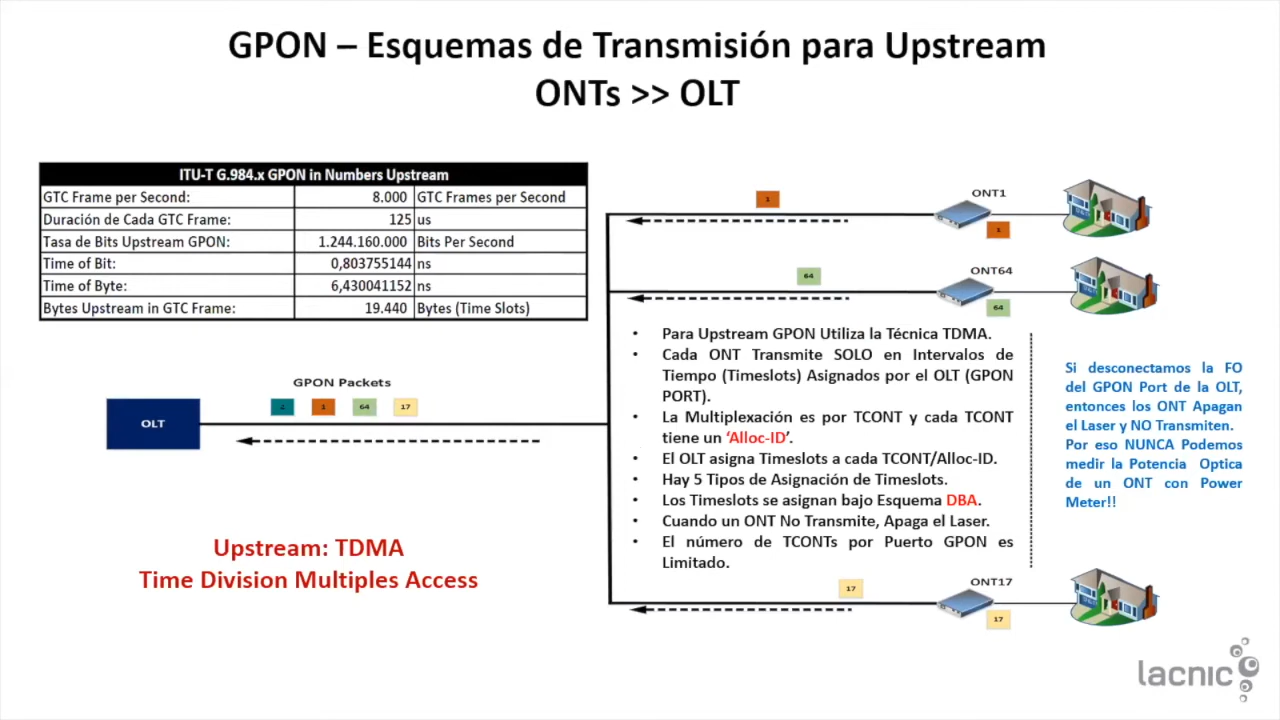 GPON – Esquemas de Transmisión para Upstream
ONTs >> OLT
ITU-T G.984.x GPON in Numbers Upstream
GTC Frame per Second: 8.000 GTC Frames per Second
Duración de Cada GTC Frame: 125 us
Tasa de Bits Upstream GPON: 1.244.160.000 Bits Per Second
Time of Bit: 0,803755144 ns
Time of Byte: 6,430041152 ns
Bytes Upstream in GTC Frame: 19.440 Bytes (Time Slots)
GPON Packets
1 64 17
OLT
Upstream: TDMA
Time Division Multiples Access
ONT1
1
1
ONT64
64
64
• Para Upstream GPON Utiliza la Técnica TDMA.
• Cada ONT Transmite SOLO en Intervalos de
Tiempo (Timeslots) Asignados por el OLT (GPON
PORT).
• La Multiplexación es por TCONT y cada TCONT
tiene un ‘Alloc-ID’.
• El OLT asigna Timeslots a cada TCONT/Alloc-ID.
• Hay 5 Tipos de Asignación de Timeslots.
• Los Timeslots se asignan bajo Esquema DBA.
• Cuando un ONT No Transmite, Apaga el Laser.
• El número de TCONTs por Puerto GPON es
Limitado.
Si desconectamos la FO
del GPON Port de la OLT,
entonces los ONT Apagan
el Laser y NO Transmiten.
Por eso NUNCA Podemos
medir la Potencia Optica
de un ONT con Power
Meter!!
ONT17
17
17
lacnic